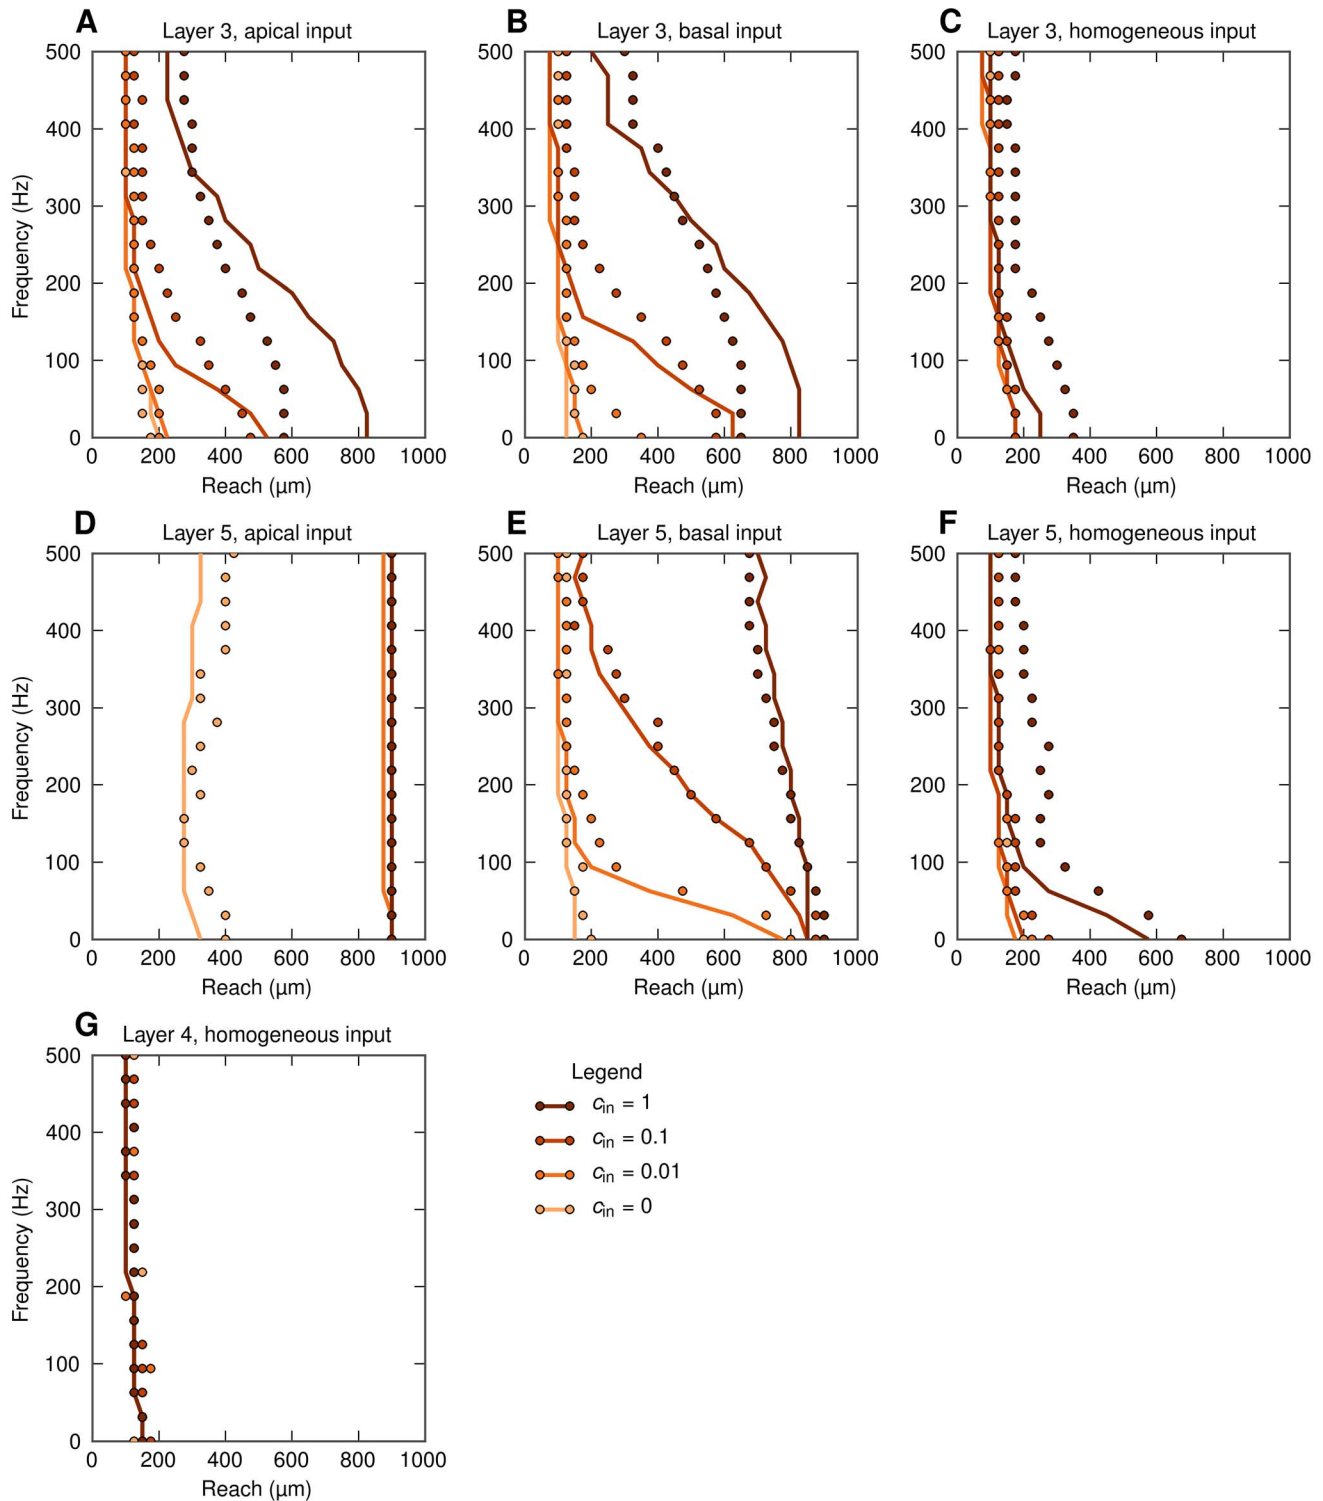 A
Layer 3, apical input
B
Layer 3, basal input
C
Layer 3, homogeneous input
500
400
300
200
100
0
Frequency (Hz)
0 200 400 600 800 1000
Reach (µm)
500
400
300
200
100
0
0 200 400 600 800 1000
Reach (µm)
500
400
300
200
100
0
0 200 400 600 800 1000
Reach (µm)
D
Layer 5, apical input
E
Layer 5, basal input
F
Layer 5, homogeneous input
500
400
300
200
100
0
Frequency (Hz)
0 200 400 600 800 1000
Reach (µm)
500
400
300
200
100
0
0 200 400 600 800 1000
Reach (µm)
500
400
300
200
100
0
0 200 400 600 800 1000
Reach (µm)
G
Layer 4, homogeneous input
500
400
300
200
100
0
Frequency (Hz)
0 200 400 600 800 1000
Reach (µm)
Legend
c_in = 1
c_in = 0.1
c_in = 0.01
c_in = 0